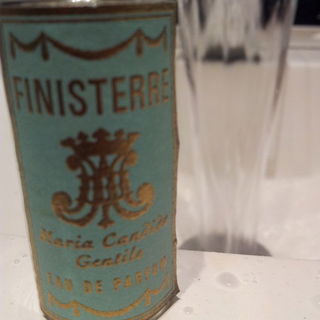 FINISTERRE
Maria Candida
Gentile
EAU DE PARFUM